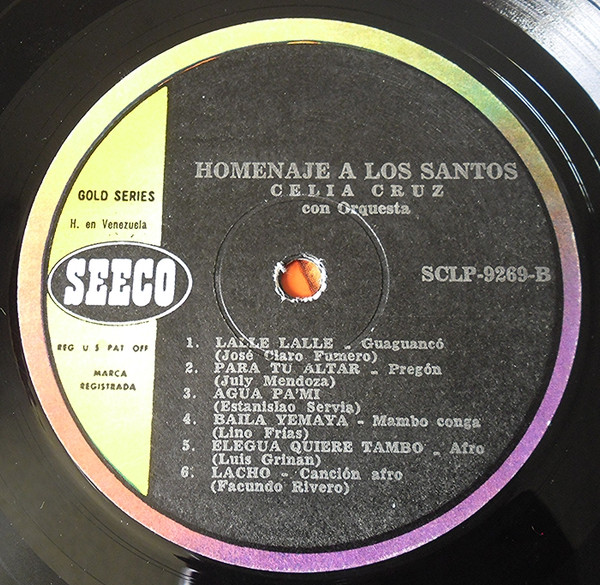 HOMENAJE A LOS SANTOS
CELIA CRUZ
con Orquesta
GOLD SERIES
H. en Venezuela
SEECO
REG U S PAT OFF
MARCA
REGISTRADA
SCLP-9269-B
1. LALLE LALLE - Guaguancó
(José Claro Fumero)
2. PARA TU ALTAR - Pregón
(July Mendoza)
3. AGUA PA'MI
(Estanislao Servia)
4. BAILA YEMAYA - Mambo conga
(Lino Frías)
5. ELEGUA QUIERE TAMBO - Afro
(Luis Griñan)
6. LACHO - Canción afro
(Facundo Rivero)